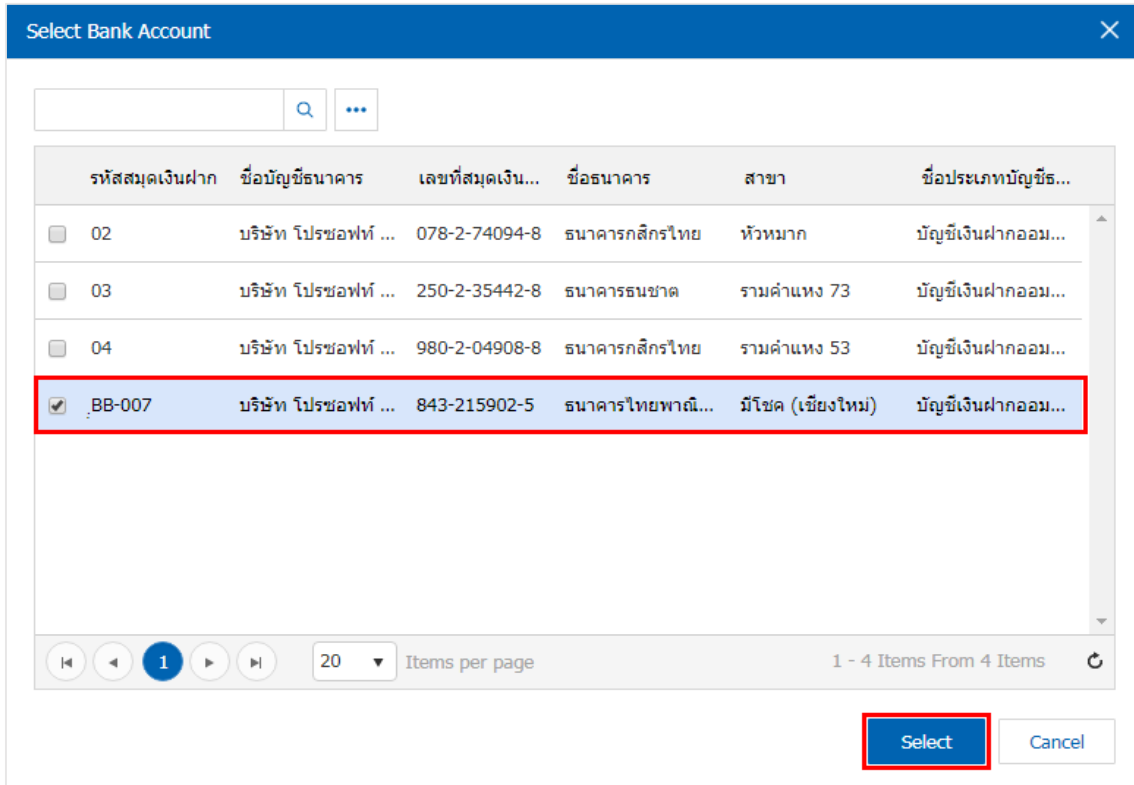 Select Bank Account
รหัสสมุดเงินฝาก ชื่อบัญชีธนาคาร เลขที่สมุดเงิน... ชื่อธนาคาร สาขา ชื่อประเภทบัญชีธ...
02 บริษัท โปรซอฟท์ ... 078-2-74094-8 ธนาคารกสิกรไทย หัวหมาก บัญชีเงินฝากออม...
03 บริษัท โปรซอฟท์ ... 250-2-35442-8 ธนาคารธนชาต รามคำแหง 73 บัญชีเงินฝากออม...
04 บริษัท โปรซอฟท์ ... 980-2-04908-8 ธนาคารกสิกรไทย รามคำแหง 53 บัญชีเงินฝากออม...
BB-007 บริษัท โปรซอฟท์ ... 843-215902-5 ธนาคารไทยพาณิ... มีโชค (เชียงใหม่) บัญชีเงินฝากออม...
1 20 Items per page 1 - 4 Items From 4 Items
Select Cancel